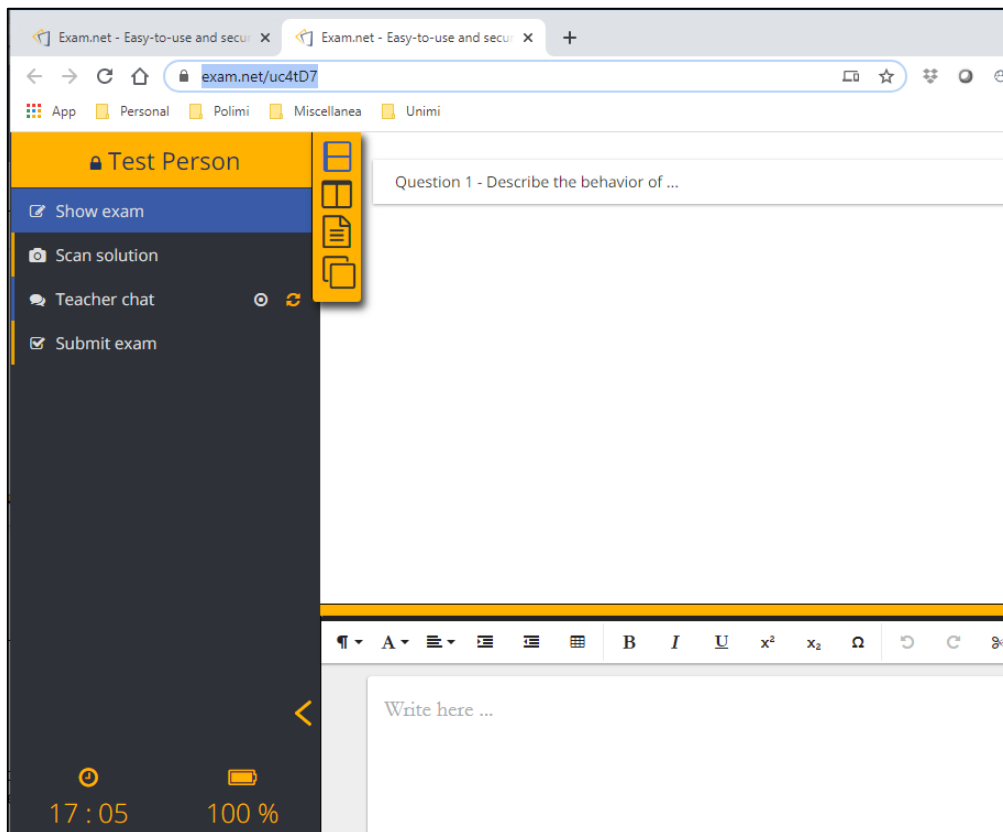 Exam.net - Easy-to-use and secur
Exam.net - Easy-to-use and secur
exam.net/uc4tD7
App Personal Polimi Miscellanea Unimi
Test Person
Show exam
Scan solution
Teacher chat
Submit exam
Question 1 - Describe the behavior of ...
¶ A B I U x² x₂ Ω
Write here ...
17 : 05 100 %